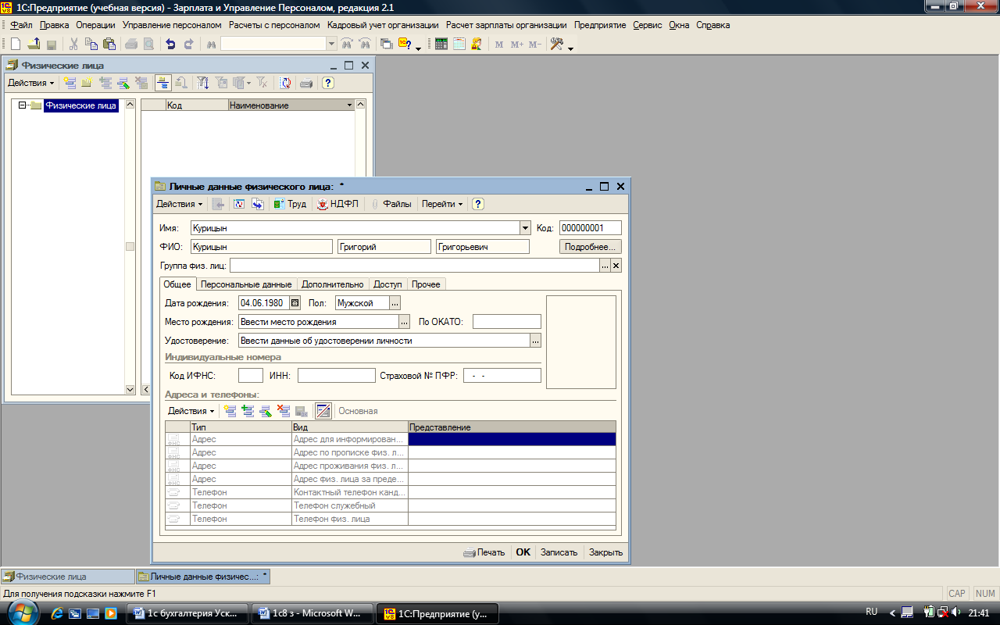 1С:Предприятие (учебная версия) - Зарплата и Управление Персоналом, редакция 2.1
Файл Правка Операции Управление персоналом Расчеты с персоналом Кадровый учет организации Расчет зарплаты организации Предприятие Сервис Окна Справка
M M+ M-
Физические лица
Действия
Физические лица
Код Наименование
Личные данные физического лица: *
Действия Труд НДФЛ Файлы Перейти
Имя: Курицын Код: 000000001
ФИО: Курицын Григорий Григорьевич Подробнее...
Группа физ. лиц:
Общее Персональные данные Дополнительно Доступ Прочее
Дата рождения: 04.06.1980 Пол: Мужской
Место рождения: Ввести место рождения По ОКАТО:
Удостоверение: Ввести данные об удостоверении личности
Индивидуальные номера
Код ИФНС: ИНН: Страховой № ПФР: - -
Адреса и телефоны:
Действия Основная
Тип Вид Представление
Адрес Адрес для информирован...
Адрес Адрес по прописке физ. л...
Адрес Адрес проживания физ. л...
Адрес Адрес физ. лица за преде...
Телефон Контактный телефон канд...
Телефон Телефон служебный
Телефон Телефон физ. лица
Печать OK Записать Закрыть
Физические лица Личные данные физичес...: *
Для получения подсказки нажмите F1 CAP NUM
1с бухгалтерия Уск... 1с8 з - Microsoft W... 1С:Предприятие (у... RU 21:41